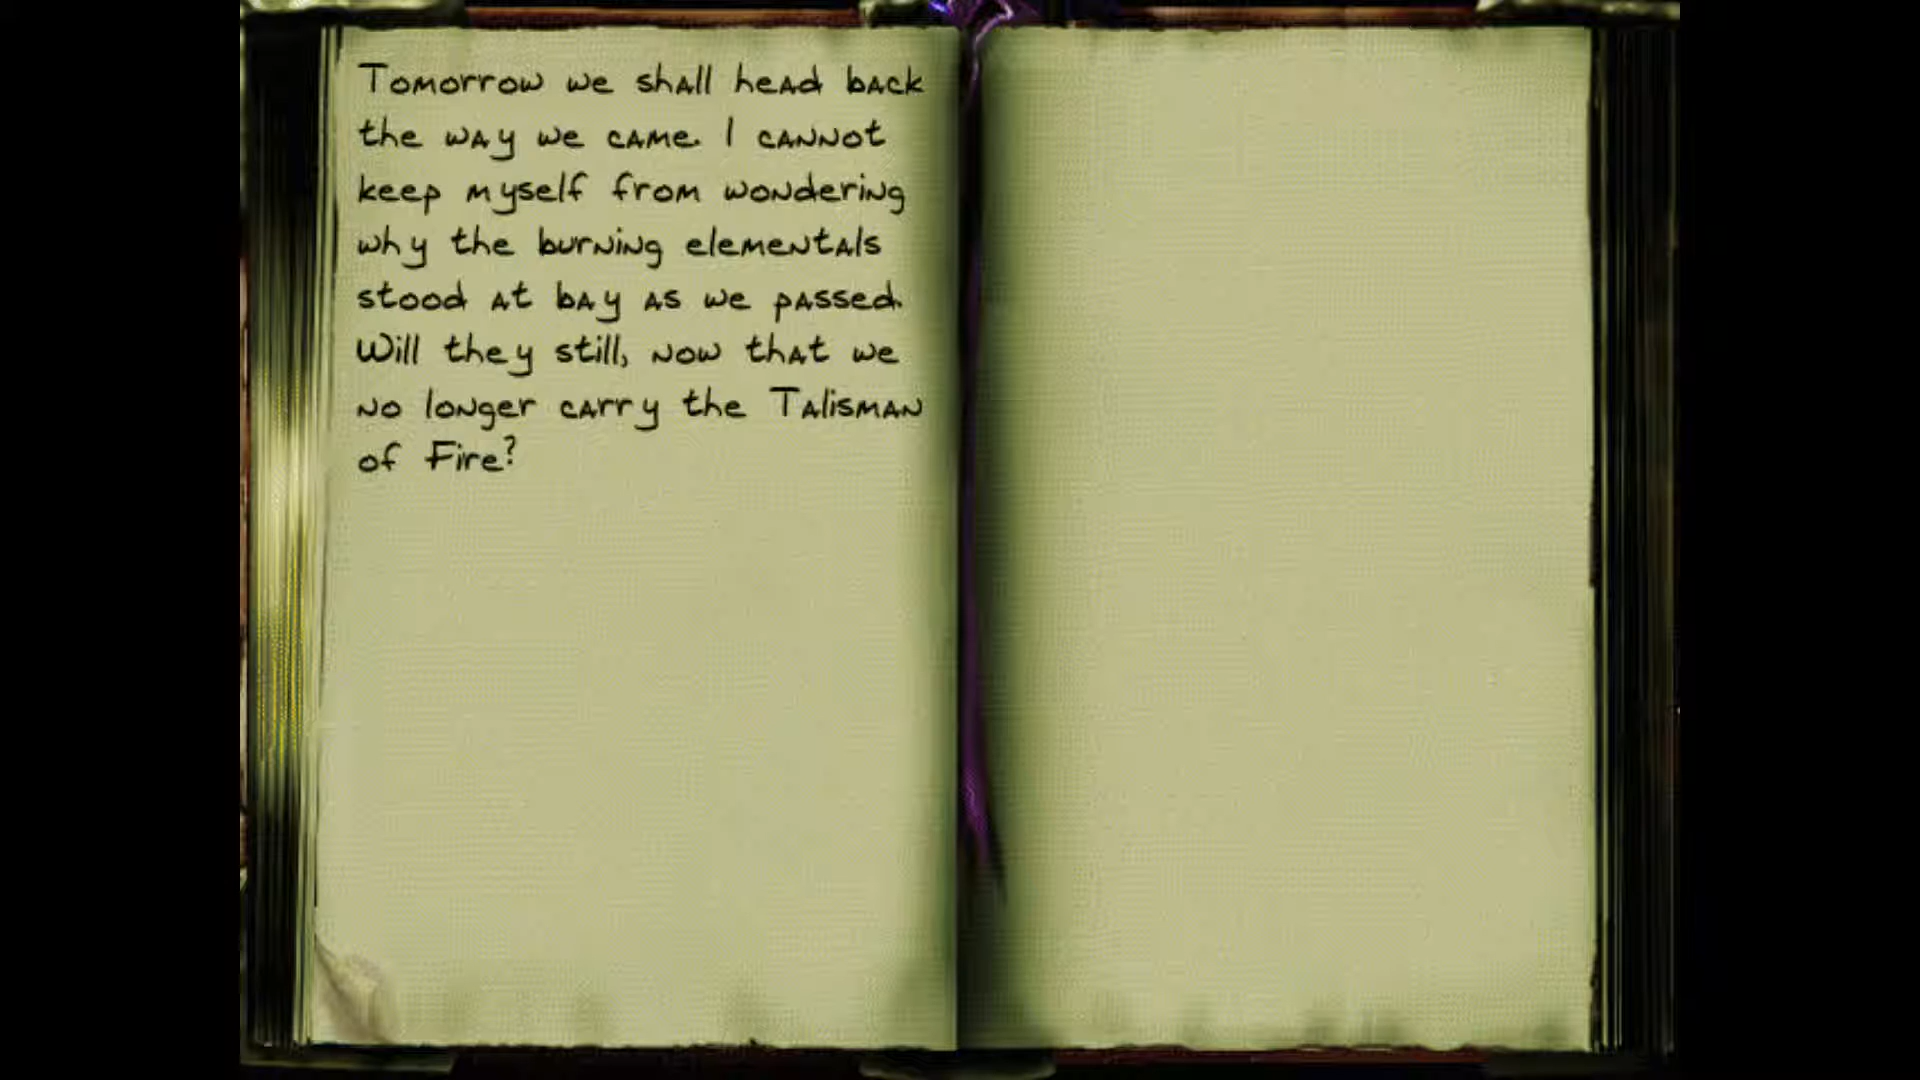 Tomorrow we shall head back
the way we came. I cannot
keep myself from wondering
why the burning elementals
stood at bay as we passed.
Will they still, now that we
no longer carry the Talisman
of Fire?